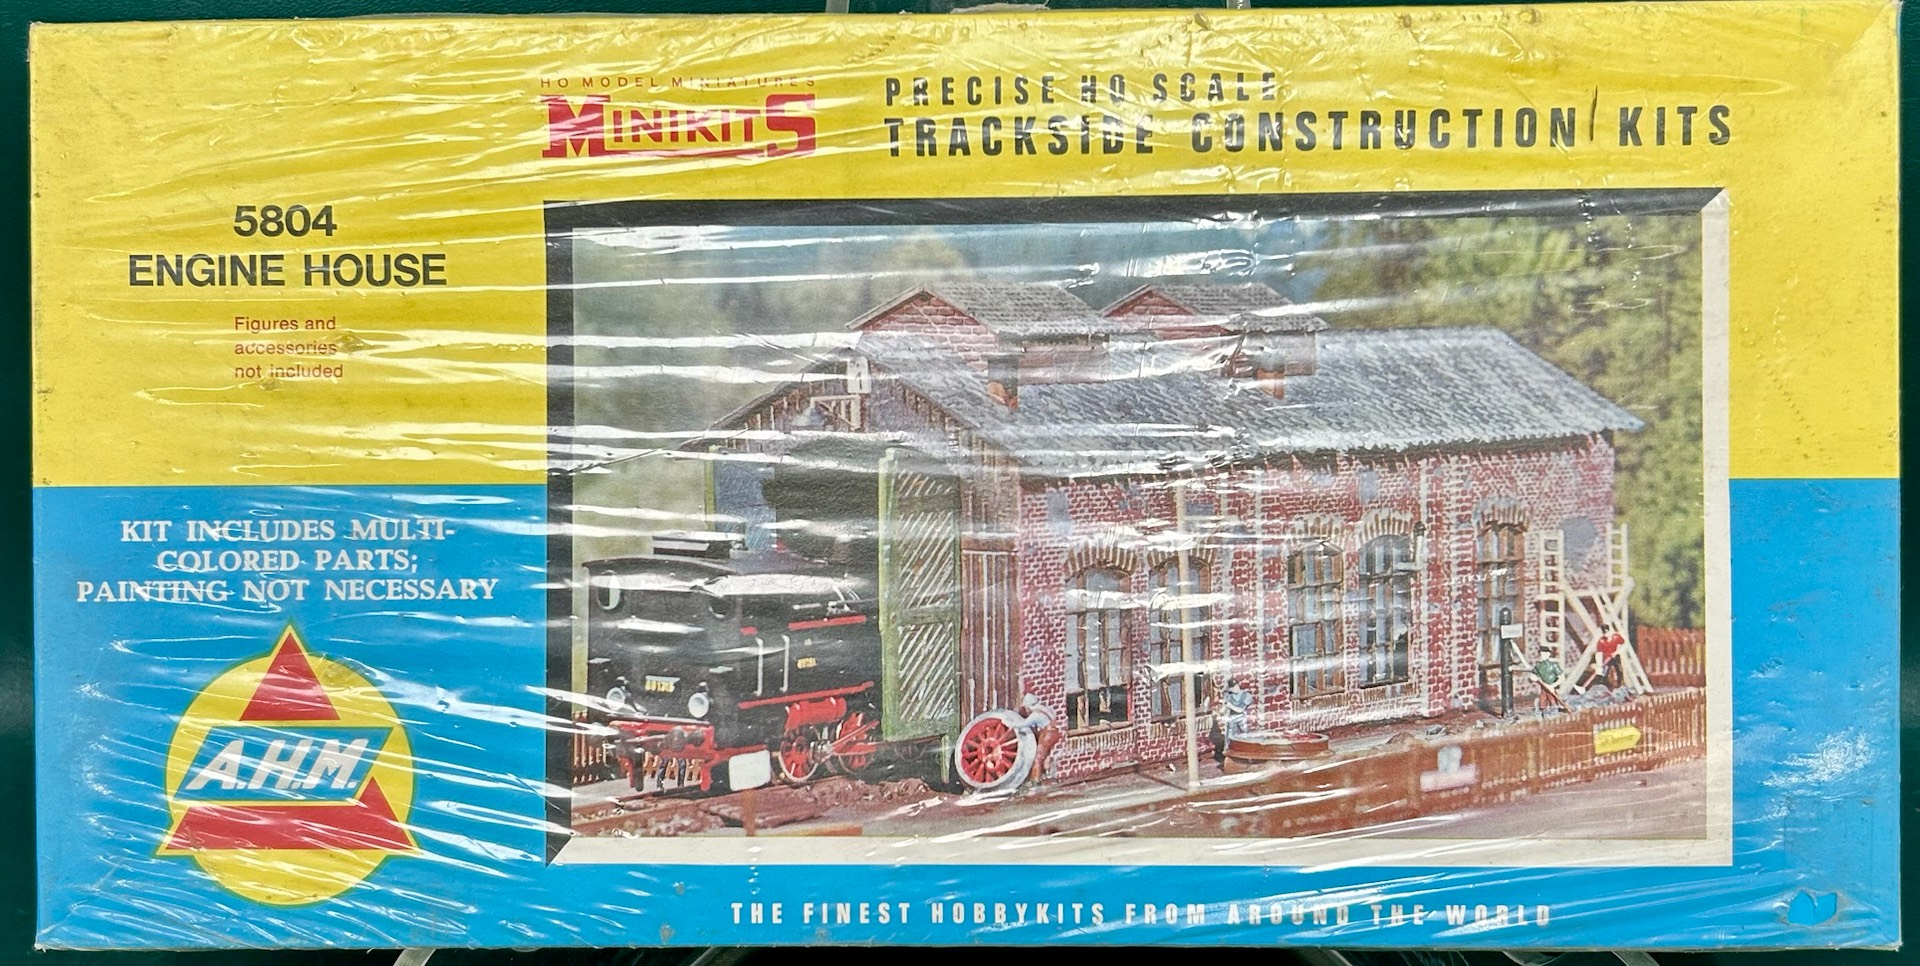 HO MODEL MINIATURES
MINIKITS
PRECISE HO SCALE
TRACKSIDE CONSTRUCTION KITS
5804
ENGINE HOUSE
Figures and
accessories
not included
KIT INCLUDES MULTI-
COLORED PARTS;
PAINTING NOT NECESSARY
A.H.M.
THE FINEST HOBBYKITS FROM AROUND THE WORLD